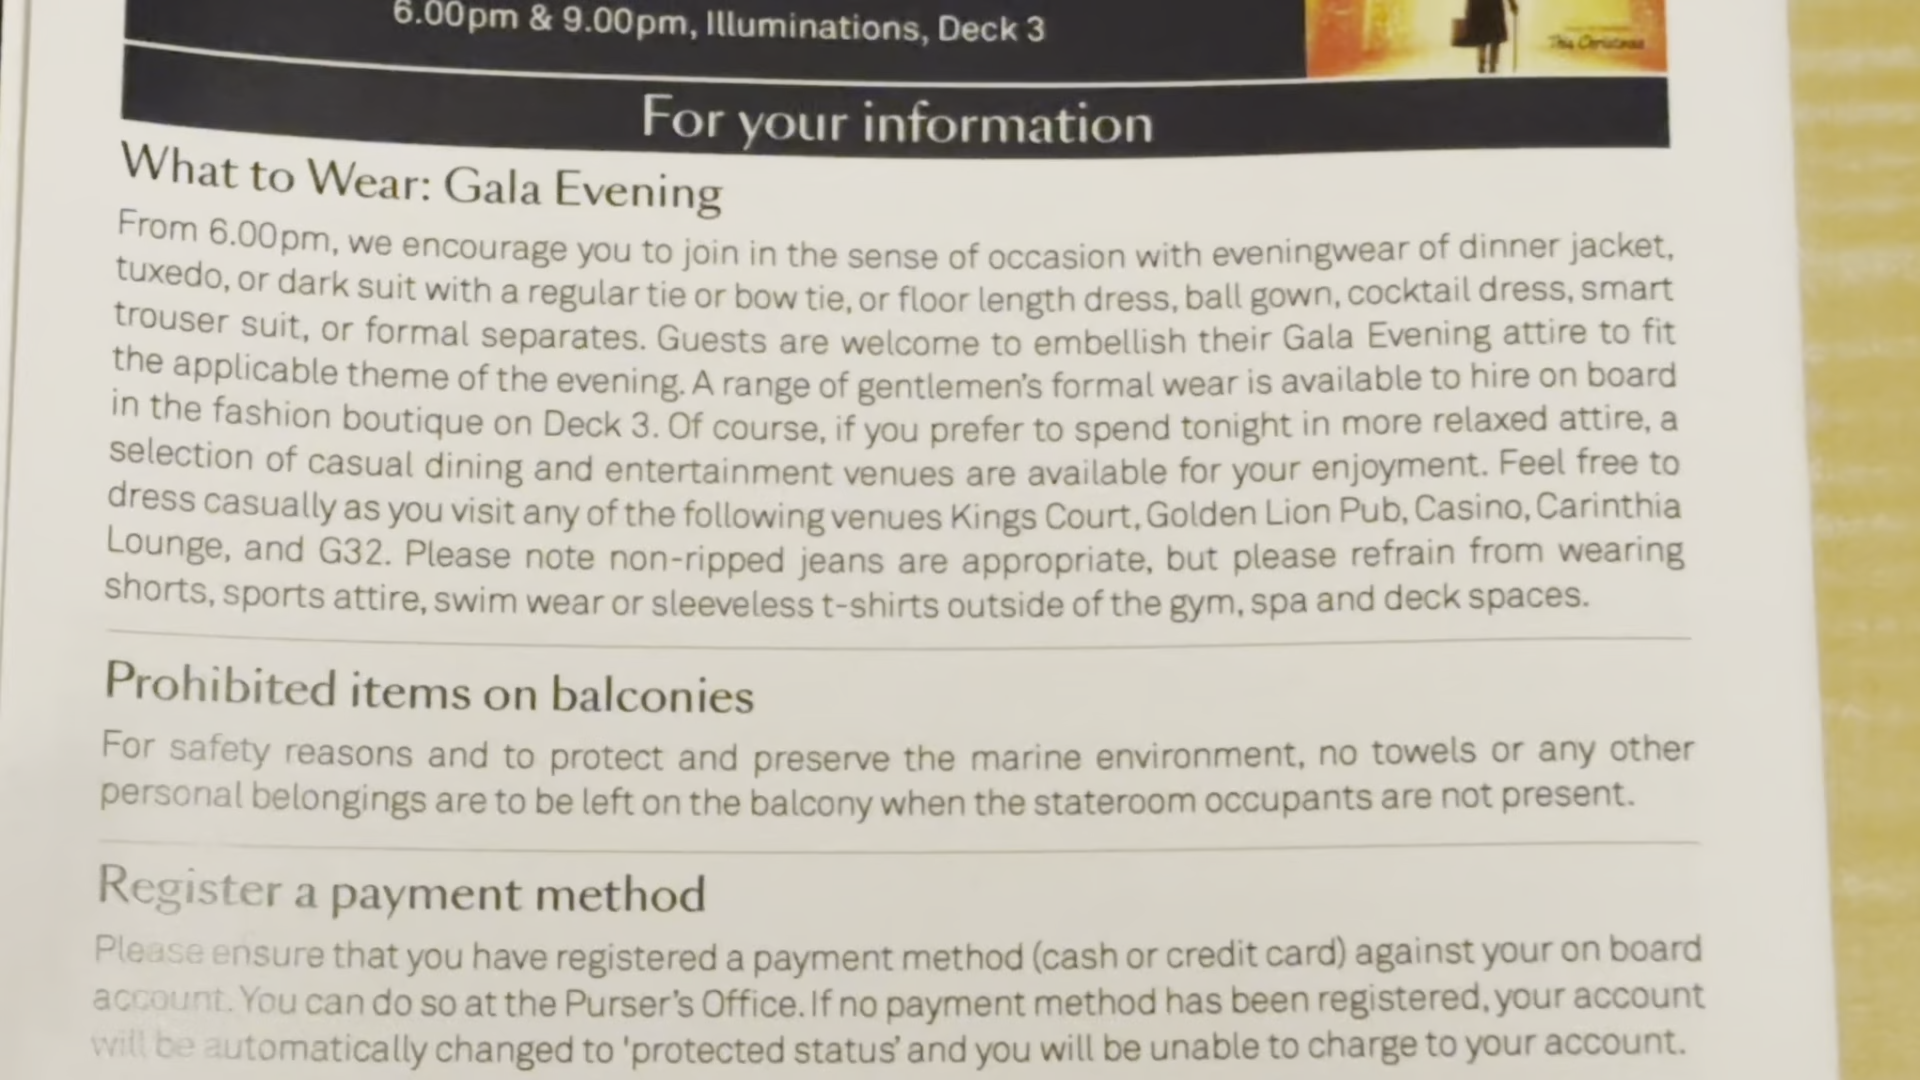 6.00pm & 9.00pm, Illuminations, Deck 3
This Christmas
For your information
What to Wear: Gala Evening
From 6.00pm, we encourage you to join in the sense of occasion with eveningwear of dinner jacket,
tuxedo, or dark suit with a regular tie or bow tie, or floor length dress, ball gown, cocktail dress, smart
trouser suit, or formal separates. Guests are welcome to embellish their Gala Evening attire to fit
the applicable theme of the evening. A range of gentlemen's formal wear is available to hire on board
in the fashion boutique on Deck 3. Of course, if you prefer to spend tonight in more relaxed attire, a
selection of casual dining and entertainment venues are available for your enjoyment. Feel free to
dress casually as you visit any of the following venues Kings Court, Golden Lion Pub, Casino, Carinthia
Lounge, and G32. Please note non-ripped jeans are appropriate, but please refrain from wearing
shorts, sports attire, swim wear or sleeveless t-shirts outside of the gym, spa and deck spaces.
Prohibited items on balconies
For safety reasons and to protect and preserve the marine environment, no towels or any other
personal belongings are to be left on the balcony when the stateroom occupants are not present.
Register a payment method
Please ensure that you have registered a payment method (cash or credit card) against your on board
account. You can do so at the Purser's Office. If no payment method has been registered, your account
will be automatically changed to 'protected status' and you will be unable to charge to your account.